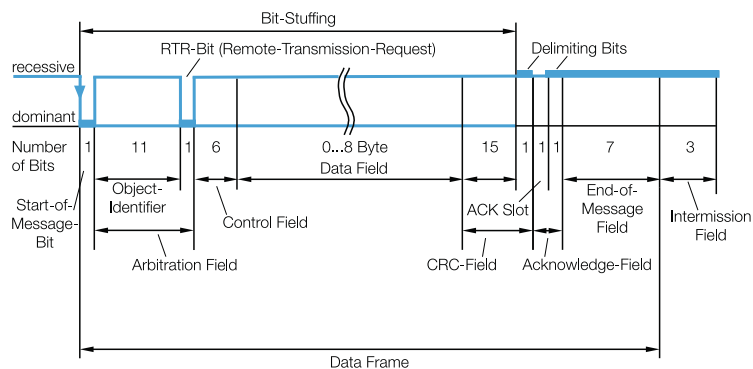 Bit-Stuffing
RTR-Bit (Remote-Transmission-Request)
Delimiting Bits
recessive
dominant
Number
of Bits
1 11 1 6 0...8 Byte 15 1 1 1 7 3
Data Field
Start-of-
Message-
Bit
Object-
Identifier
Control Field
ACK Slot
End-of-
Message
Field
Intermission
Field
Arbitration Field
CRC-Field
Acknowledge-Field
Data Frame